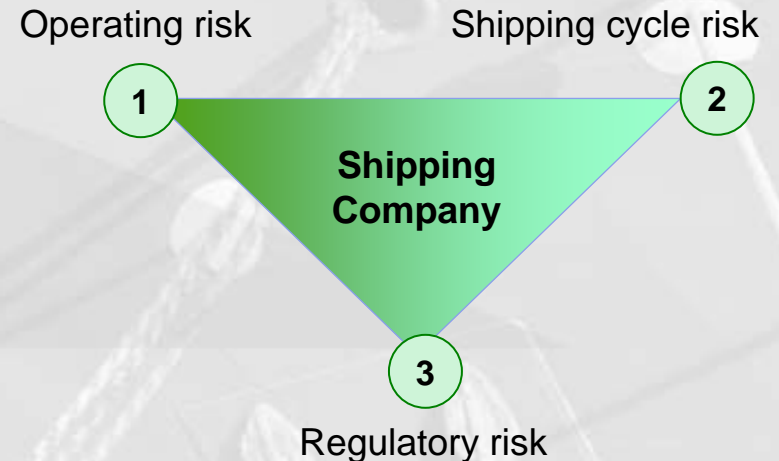 Operating risk
Shipping cycle risk
1
2
Shipping
Company
3
Regulatory risk